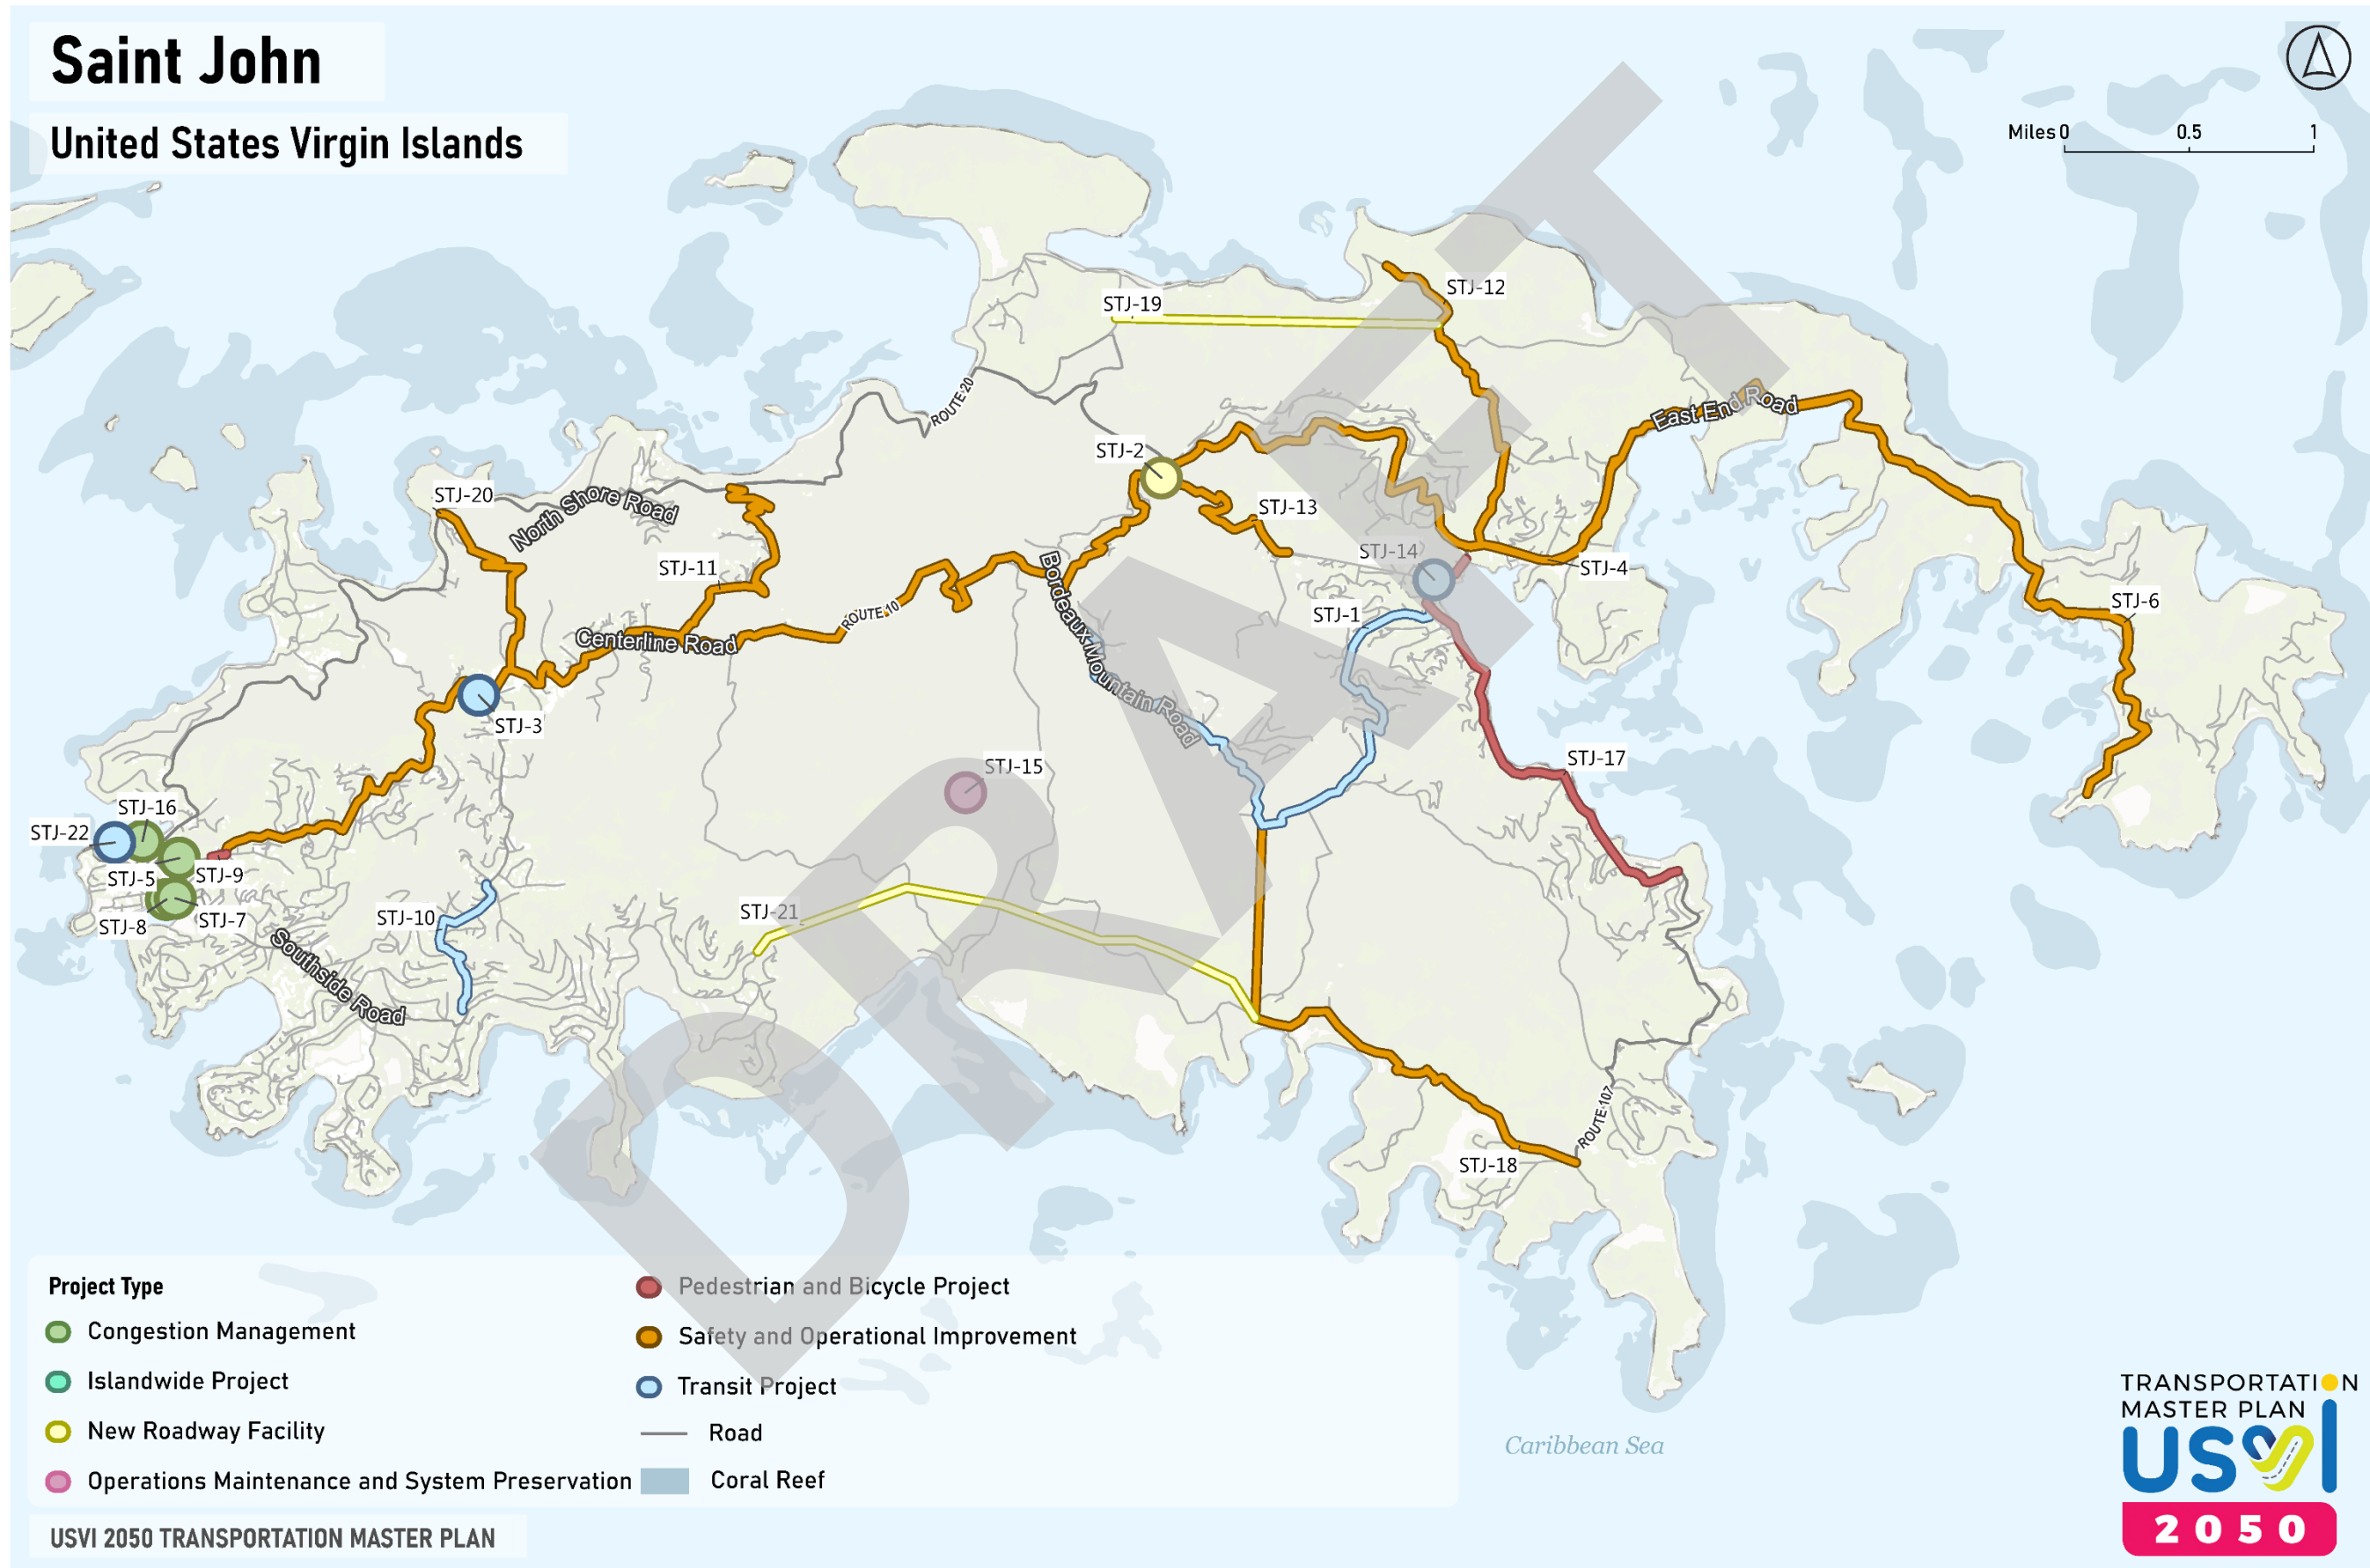 Saint John
United States Virgin Islands
Miles 0 0.5 1
STJ-12
STJ-19
ROUTE 20
East End Road
STJ-2
STJ-20
North Shore Road
STJ-13
STJ-14
STJ-11
STJ-4
Bordeaux Mountain Road
STJ-6
ROUTE 10
STJ-1
Centerline Road
STJ-3
STJ-17
STJ-15
STJ-16
STJ-22
STJ-5
STJ-9
STJ-21
STJ-10
STJ-8
STJ-7
Southside Road
ROUTE 107
STJ-18
DRAFT
Project Type
Congestion Management
Islandwide Project
New Roadway Facility
Operations Maintenance and System Preservation
Pedestrian and Bicycle Project
Safety and Operational Improvement
Transit Project
Road
Coral Reef
Caribbean Sea
TRANSPORTATION
MASTER PLAN
USVI
2050
USVI 2050 TRANSPORTATION MASTER PLAN